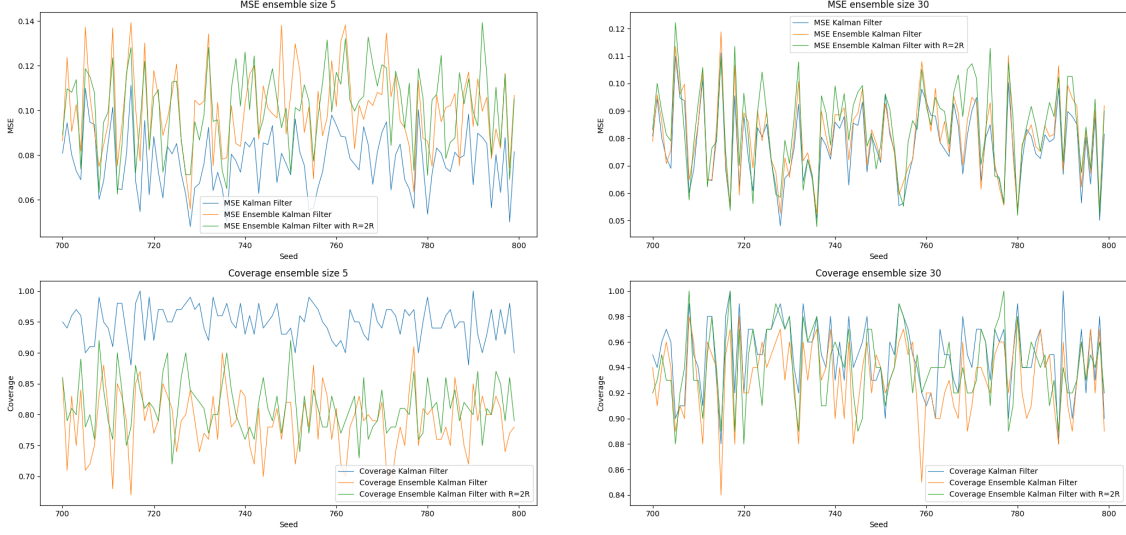 MSE ensemble size 5
0.14
0.12
0.10
0.08
0.06
MSE
MSE Kalman Filter
MSE Ensemble Kalman Filter
MSE Ensemble Kalman Filter with R=2R
700
720
740
760
780
800
Seed
MSE ensemble size 30
0.12
0.11
0.10
0.09
0.08
0.07
0.06
0.05
MSE
MSE Kalman Filter
MSE Ensemble Kalman Filter
MSE Ensemble Kalman Filter with R=2R
700
720
740
760
780
800
Seed
Coverage ensemble size 5
1.00
0.95
0.90
0.85
0.80
0.75
0.70
Coverage
Coverage Kalman Filter
Coverage Ensemble Kalman Filter
Coverage Ensemble Kalman Filter with R=2R
700
720
740
760
780
800
Seed
Coverage ensemble size 30
1.00
0.98
0.96
0.94
0.92
0.90
0.88
0.86
0.84
Coverage
Coverage Kalman Filter
Coverage Ensemble Kalman Filter
Coverage Ensemble Kalman Filter with R=2R
700
720
740
760
780
800
Seed